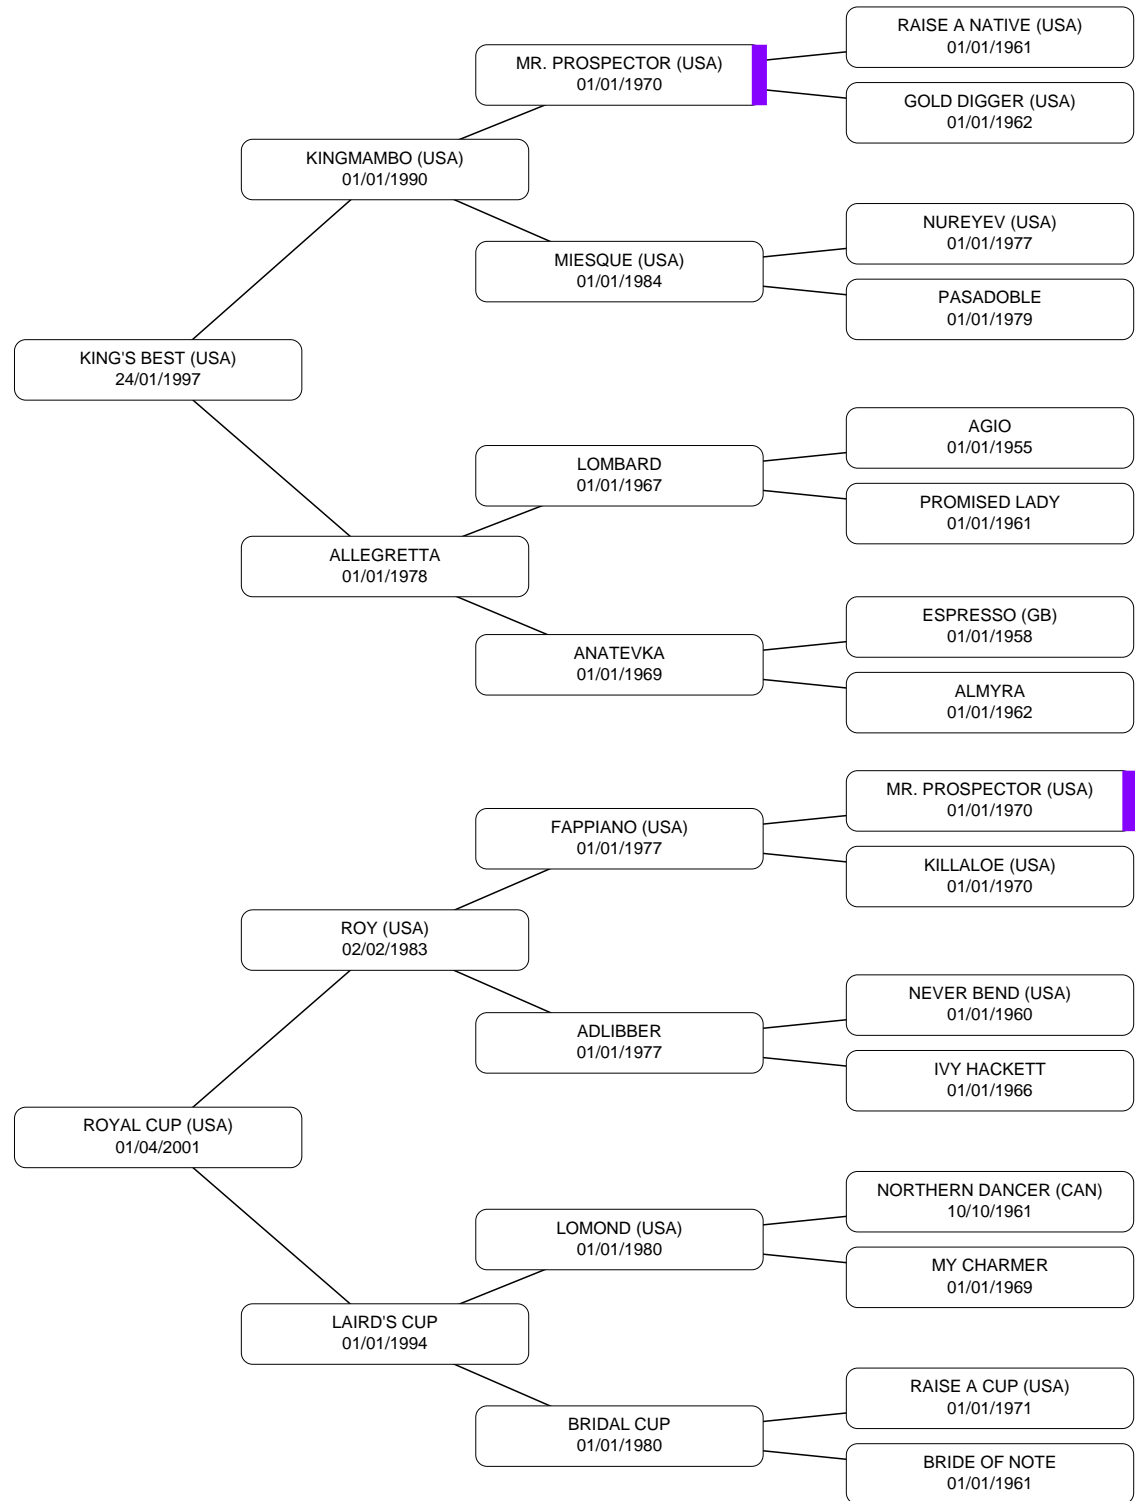 RAISE A NATIVE (USA)
01/01/1961
MR. PROSPECTOR (USA)
01/01/1970
GOLD DIGGER (USA)
01/01/1962
KINGMAMBO (USA)
01/01/1990
NUREYEV (USA)
01/01/1977
MIESQUE (USA)
01/01/1984
PASADOBLE
01/01/1979
KING'S BEST (USA)
24/01/1997
AGIO
01/01/1955
LOMBARD
01/01/1967
PROMISED LADY
01/01/1961
ALLEGRETTA
01/01/1978
ESPRESSO (GB)
01/01/1958
ANATEVKA
01/01/1969
ALMYRA
01/01/1962
MR. PROSPECTOR (USA)
01/01/1970
FAPPIANO (USA)
01/01/1977
KILLALOE (USA)
01/01/1970
ROY (USA)
02/02/1983
NEVER BEND (USA)
01/01/1960
ADLIBBER
01/01/1977
IVY HACKETT
01/01/1966
ROYAL CUP (USA)
01/04/2001
NORTHERN DANCER (CAN)
10/10/1961
LOMOND (USA)
01/01/1980
MY CHARMER
01/01/1969
LAIRD'S CUP
01/01/1994
RAISE A CUP (USA)
01/01/1971
BRIDAL CUP
01/01/1980
BRIDE OF NOTE
01/01/1961